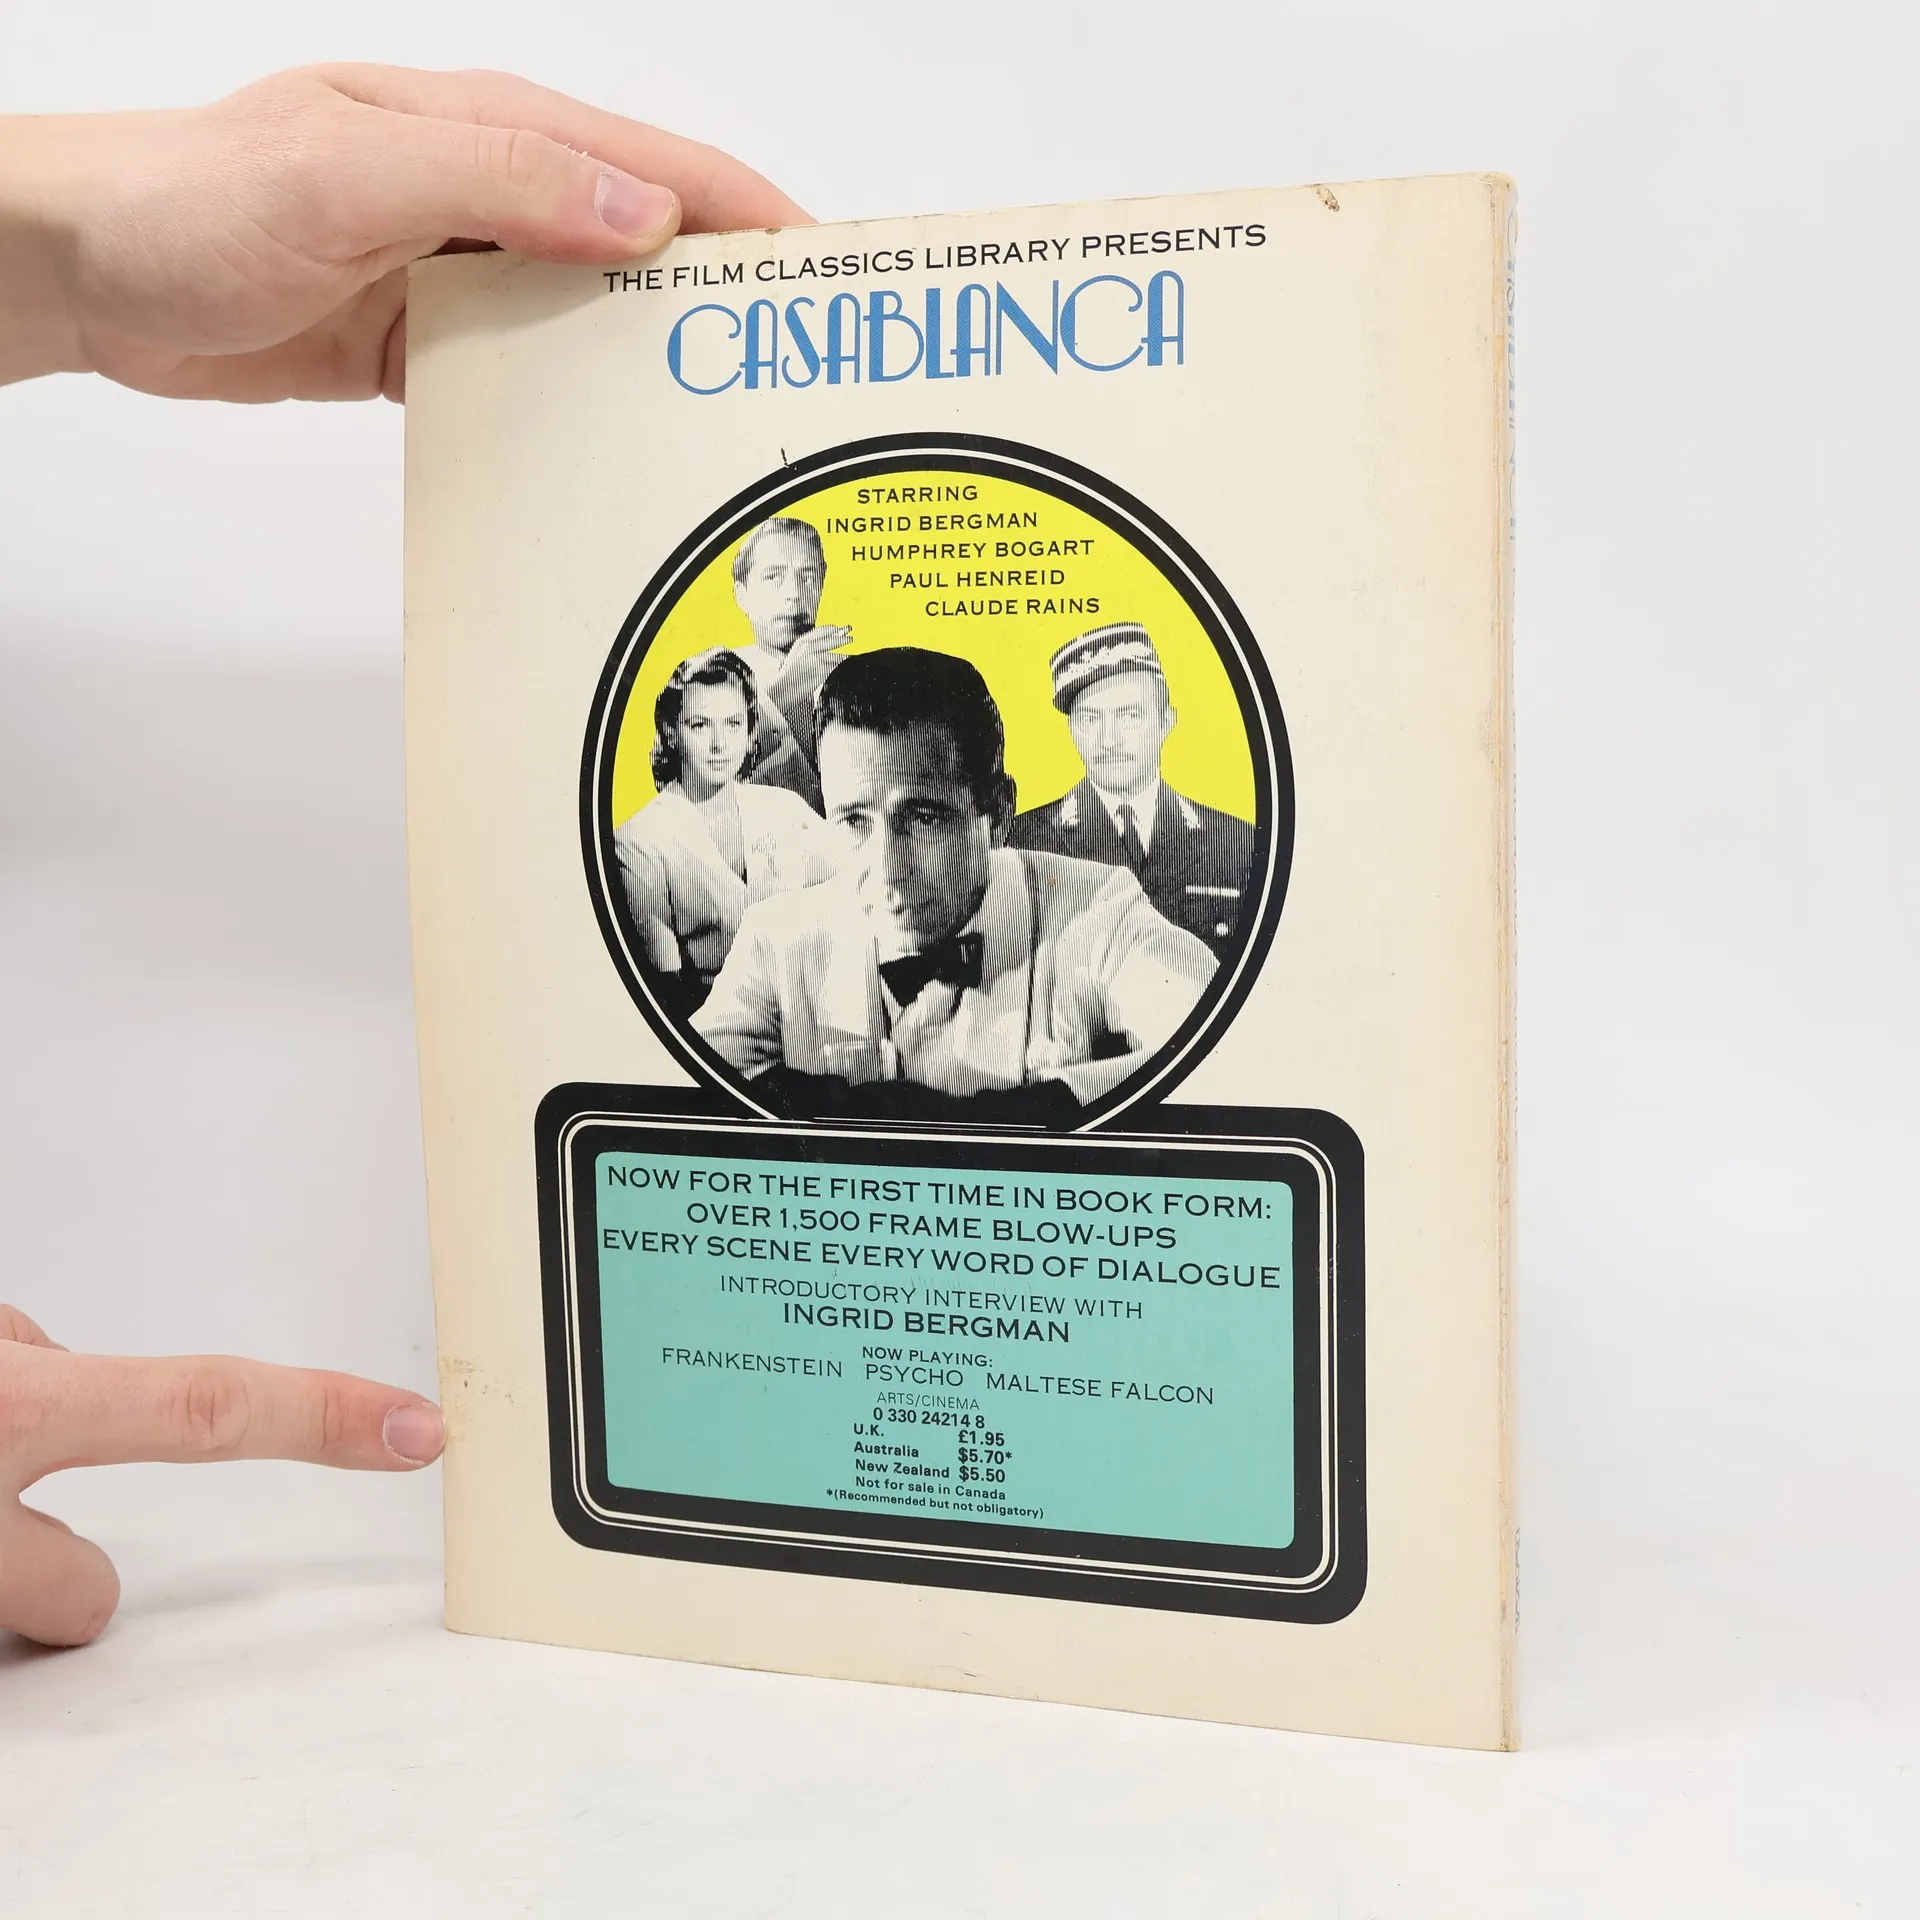 THE FILM CLASSICS LIBRARY PRESENTS
CASABLANCA
STARRING
INGRID BERGMAN
HUMPHREY BOGART
PAUL HENREID
CLAUDE RAINS
NOW FOR THE FIRST TIME IN BOOK FORM:
OVER 1,500 FRAME BLOW-UPS
EVERY SCENE EVERY WORD OF DIALOGUE
INTRODUCTORY INTERVIEW WITH
INGRID BERGMAN
NOW PLAYING:
FRANKENSTEIN PSYCHO MALTESE FALCON
ARTS/CINEMA
0 330 24214 8
U.K. £1.95
Australia $5.70*
New Zealand $5.50
Not for sale in Canada
*(Recommended but not obligatory)